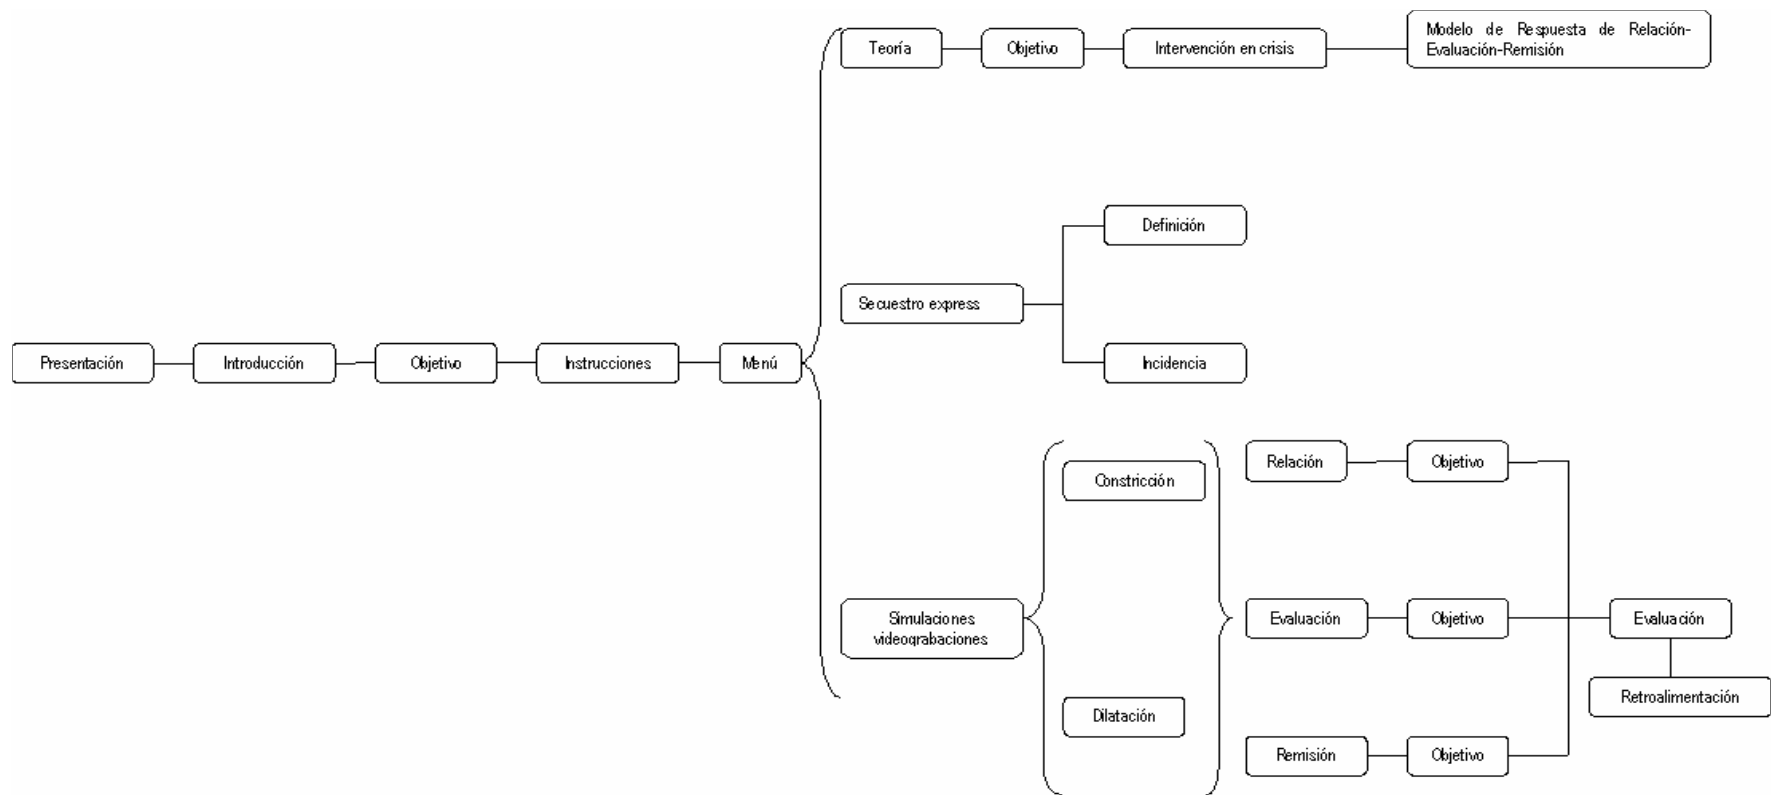 Teoría
Objetivo
Intervención en crisis
Modelo de Respuesta de Relación-
Evaluación-Remisión
Definición
Secuestro express
Incidencia
Presentación
Introducción
Objetivo
Instrucciones
Menú
Constricción
Dilatación
Simulaciones
videograbaciones
Relación
Objetivo
Evaluación
Objetivo
Remisión
Objetivo
Evaluación
Retroalimentación